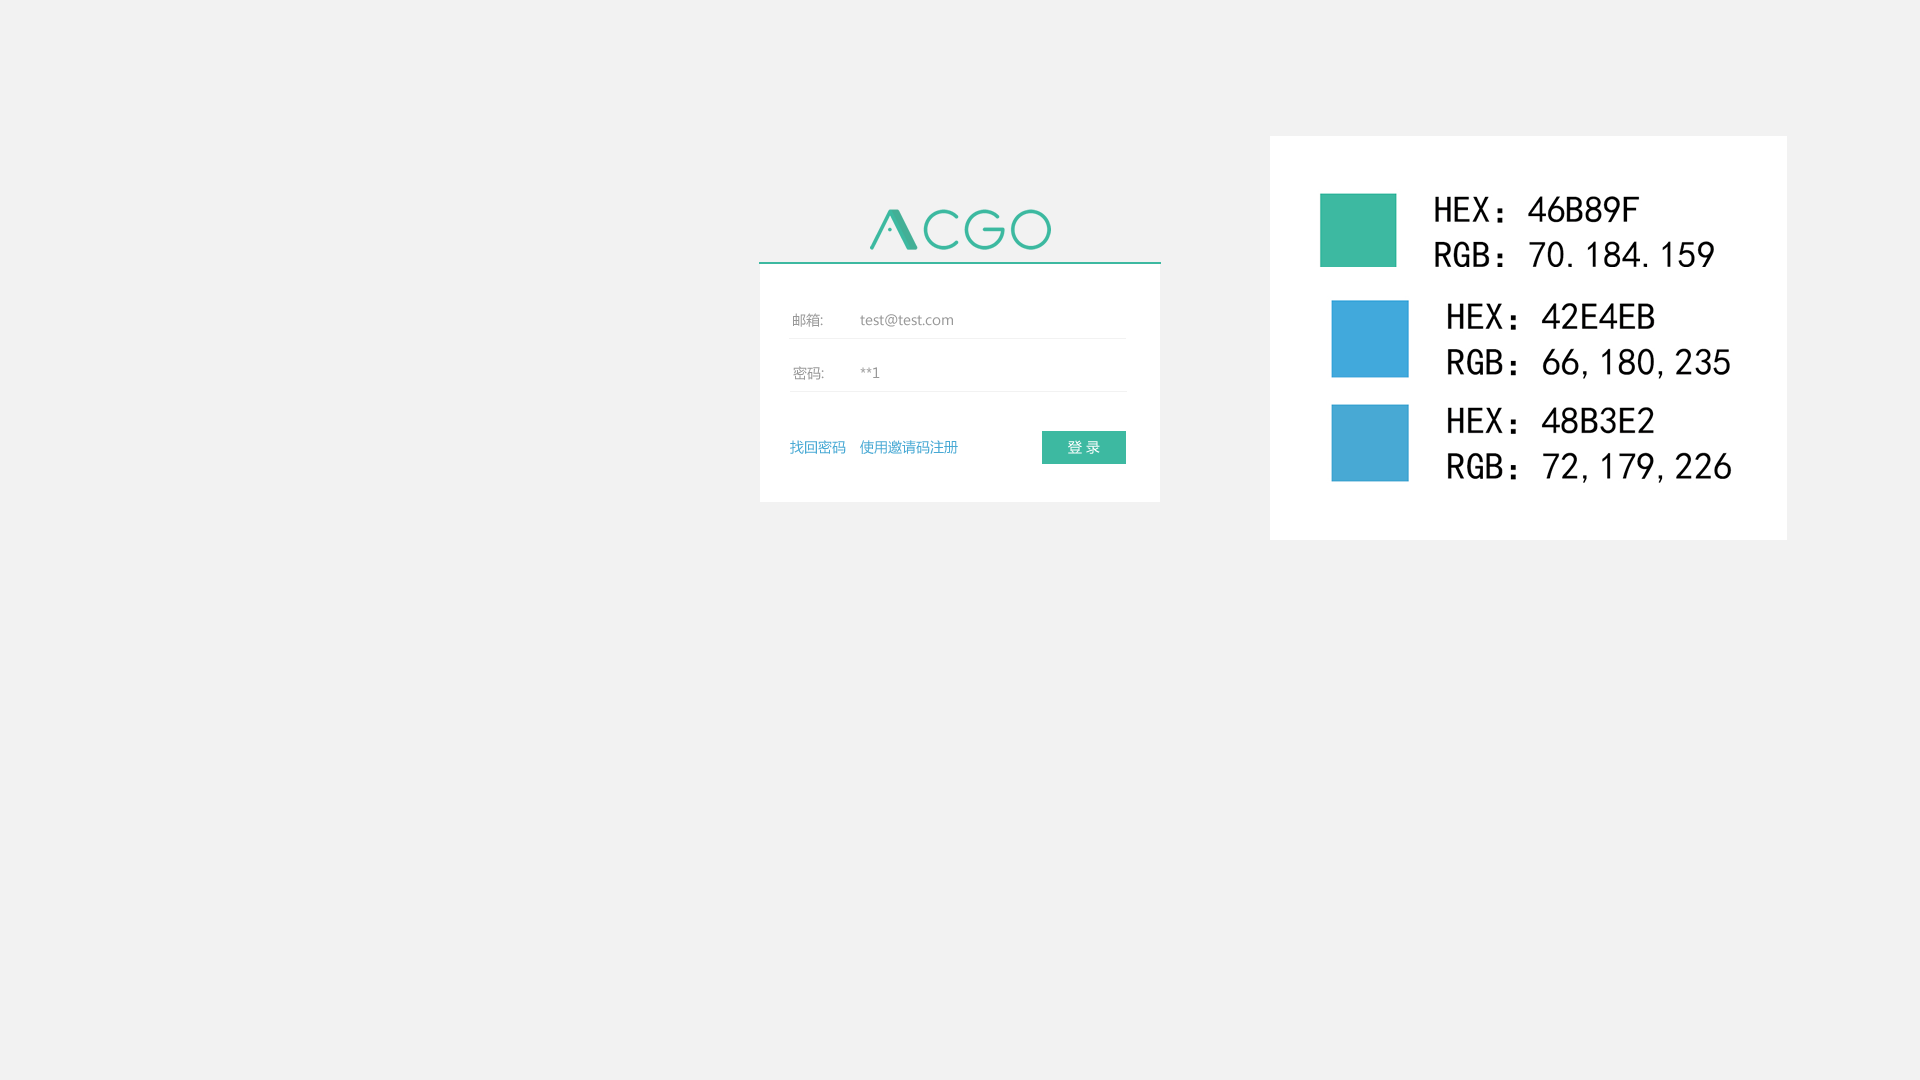 ACGO
邮箱: test@test.com
密码: **1
找回密码 使用邀请码注册 登 录
HEX: 46B89F
RGB: 70.184.159
HEX: 42E4EB
RGB: 66,180,235
HEX: 48B3E2
RGB: 72,179,226